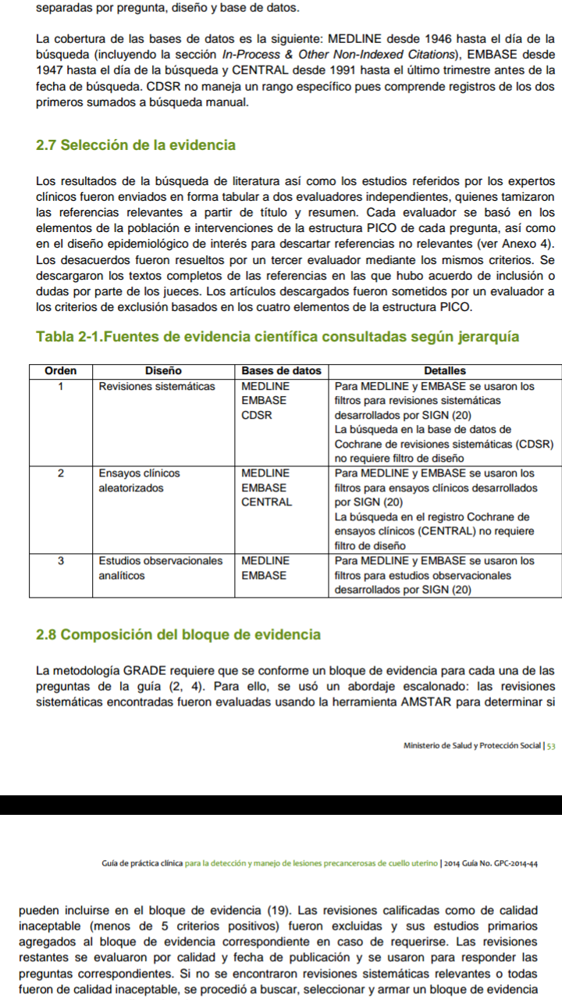 separadas por pregunta, diseño y base de datos.
La cobertura de las bases de datos es la siguiente: MEDLINE desde 1946 hasta el día de la
búsqueda (incluyendo la sección In-Process & Other Non-Indexed Citations), EMBASE desde
1947 hasta el día de la búsqueda y CENTRAL desde 1991 hasta el último trimestre antes de la
fecha de búsqueda. CDSR no maneja un rango específico pues comprende registros de los dos
primeros sumados a búsqueda manual.
2.7 Selección de la evidencia
Los resultados de la búsqueda de literatura así como los estudios referidos por los expertos
clínicos fueron enviados en forma tabular a dos evaluadores independientes, quienes tamizaron
las referencias relevantes a partir de título y resumen. Cada evaluador se basó en los
elementos de la población e intervenciones de la estructura PICO de cada pregunta, así como
en el diseño epidemiológico de interés para descartar referencias no relevantes (ver Anexo 4).
Los desacuerdos fueron resueltos por un tercer evaluador mediante los mismos criterios. Se
descargaron los textos completos de las referencias en las que hubo acuerdo de inclusión o
dudas por parte de los jueces. Los artículos descargados fueron sometidos por un evaluador a
los criterios de exclusión basados en los cuatro elementos de la estructura PICO.
Tabla 2-1.Fuentes de evidencia científica consultadas según jerarquía
Orden Diseño Bases de datos Detalles
1 Revisiones sistemáticas MEDLINE Para MEDLINE y EMBASE se usaron los
EMBASE filtros para revisiones sistemáticas
CDSR desarrollados por SIGN (20)
La búsqueda en la base de datos de
Cochrane de revisiones sistemáticas (CDSR)
no requiere filtro de diseño
2 Ensayos clínicos MEDLINE Para MEDLINE y EMBASE se usaron los
aleatorizados EMBASE filtros para ensayos clínicos desarrollados
CENTRAL por SIGN (20)
La búsqueda en el registro Cochrane de
ensayos clínicos (CENTRAL) no requiere
filtro de diseño
3 Estudios observacionales MEDLINE Para MEDLINE y EMBASE se usaron los
analíticos EMBASE filtros para estudios observacionales
desarrollados por SIGN (20)
2.8 Composición del bloque de evidencia
La metodología GRADE requiere que se conforme un bloque de evidencia para cada una de las
preguntas de la guía (2, 4). Para ello, se usó un abordaje escalonado: las revisiones
sistemáticas encontradas fueron evaluadas usando la herramienta AMSTAR para determinar si
Ministerio de Salud y Protección Social | 53
Guía de práctica clínica para la detección y manejo de lesiones precancerosas de cuello uterino | 2014 Guía No. GPC-2014-44
pueden incluirse en el bloque de evidencia (19). Las revisiones calificadas como de calidad
inaceptable (menos de 5 criterios positivos) fueron excluidas y sus estudios primarios
agregados al bloque de evidencia correspondiente en caso de requerirse. Las revisiones
restantes se evaluaron por calidad y fecha de publicación y se usaron para responder las
preguntas correspondientes. Si no se encontraron revisiones sistemáticas relevantes o todas
fueron de calidad inaceptable, se procedió a buscar, seleccionar y armar un bloque de evidencia